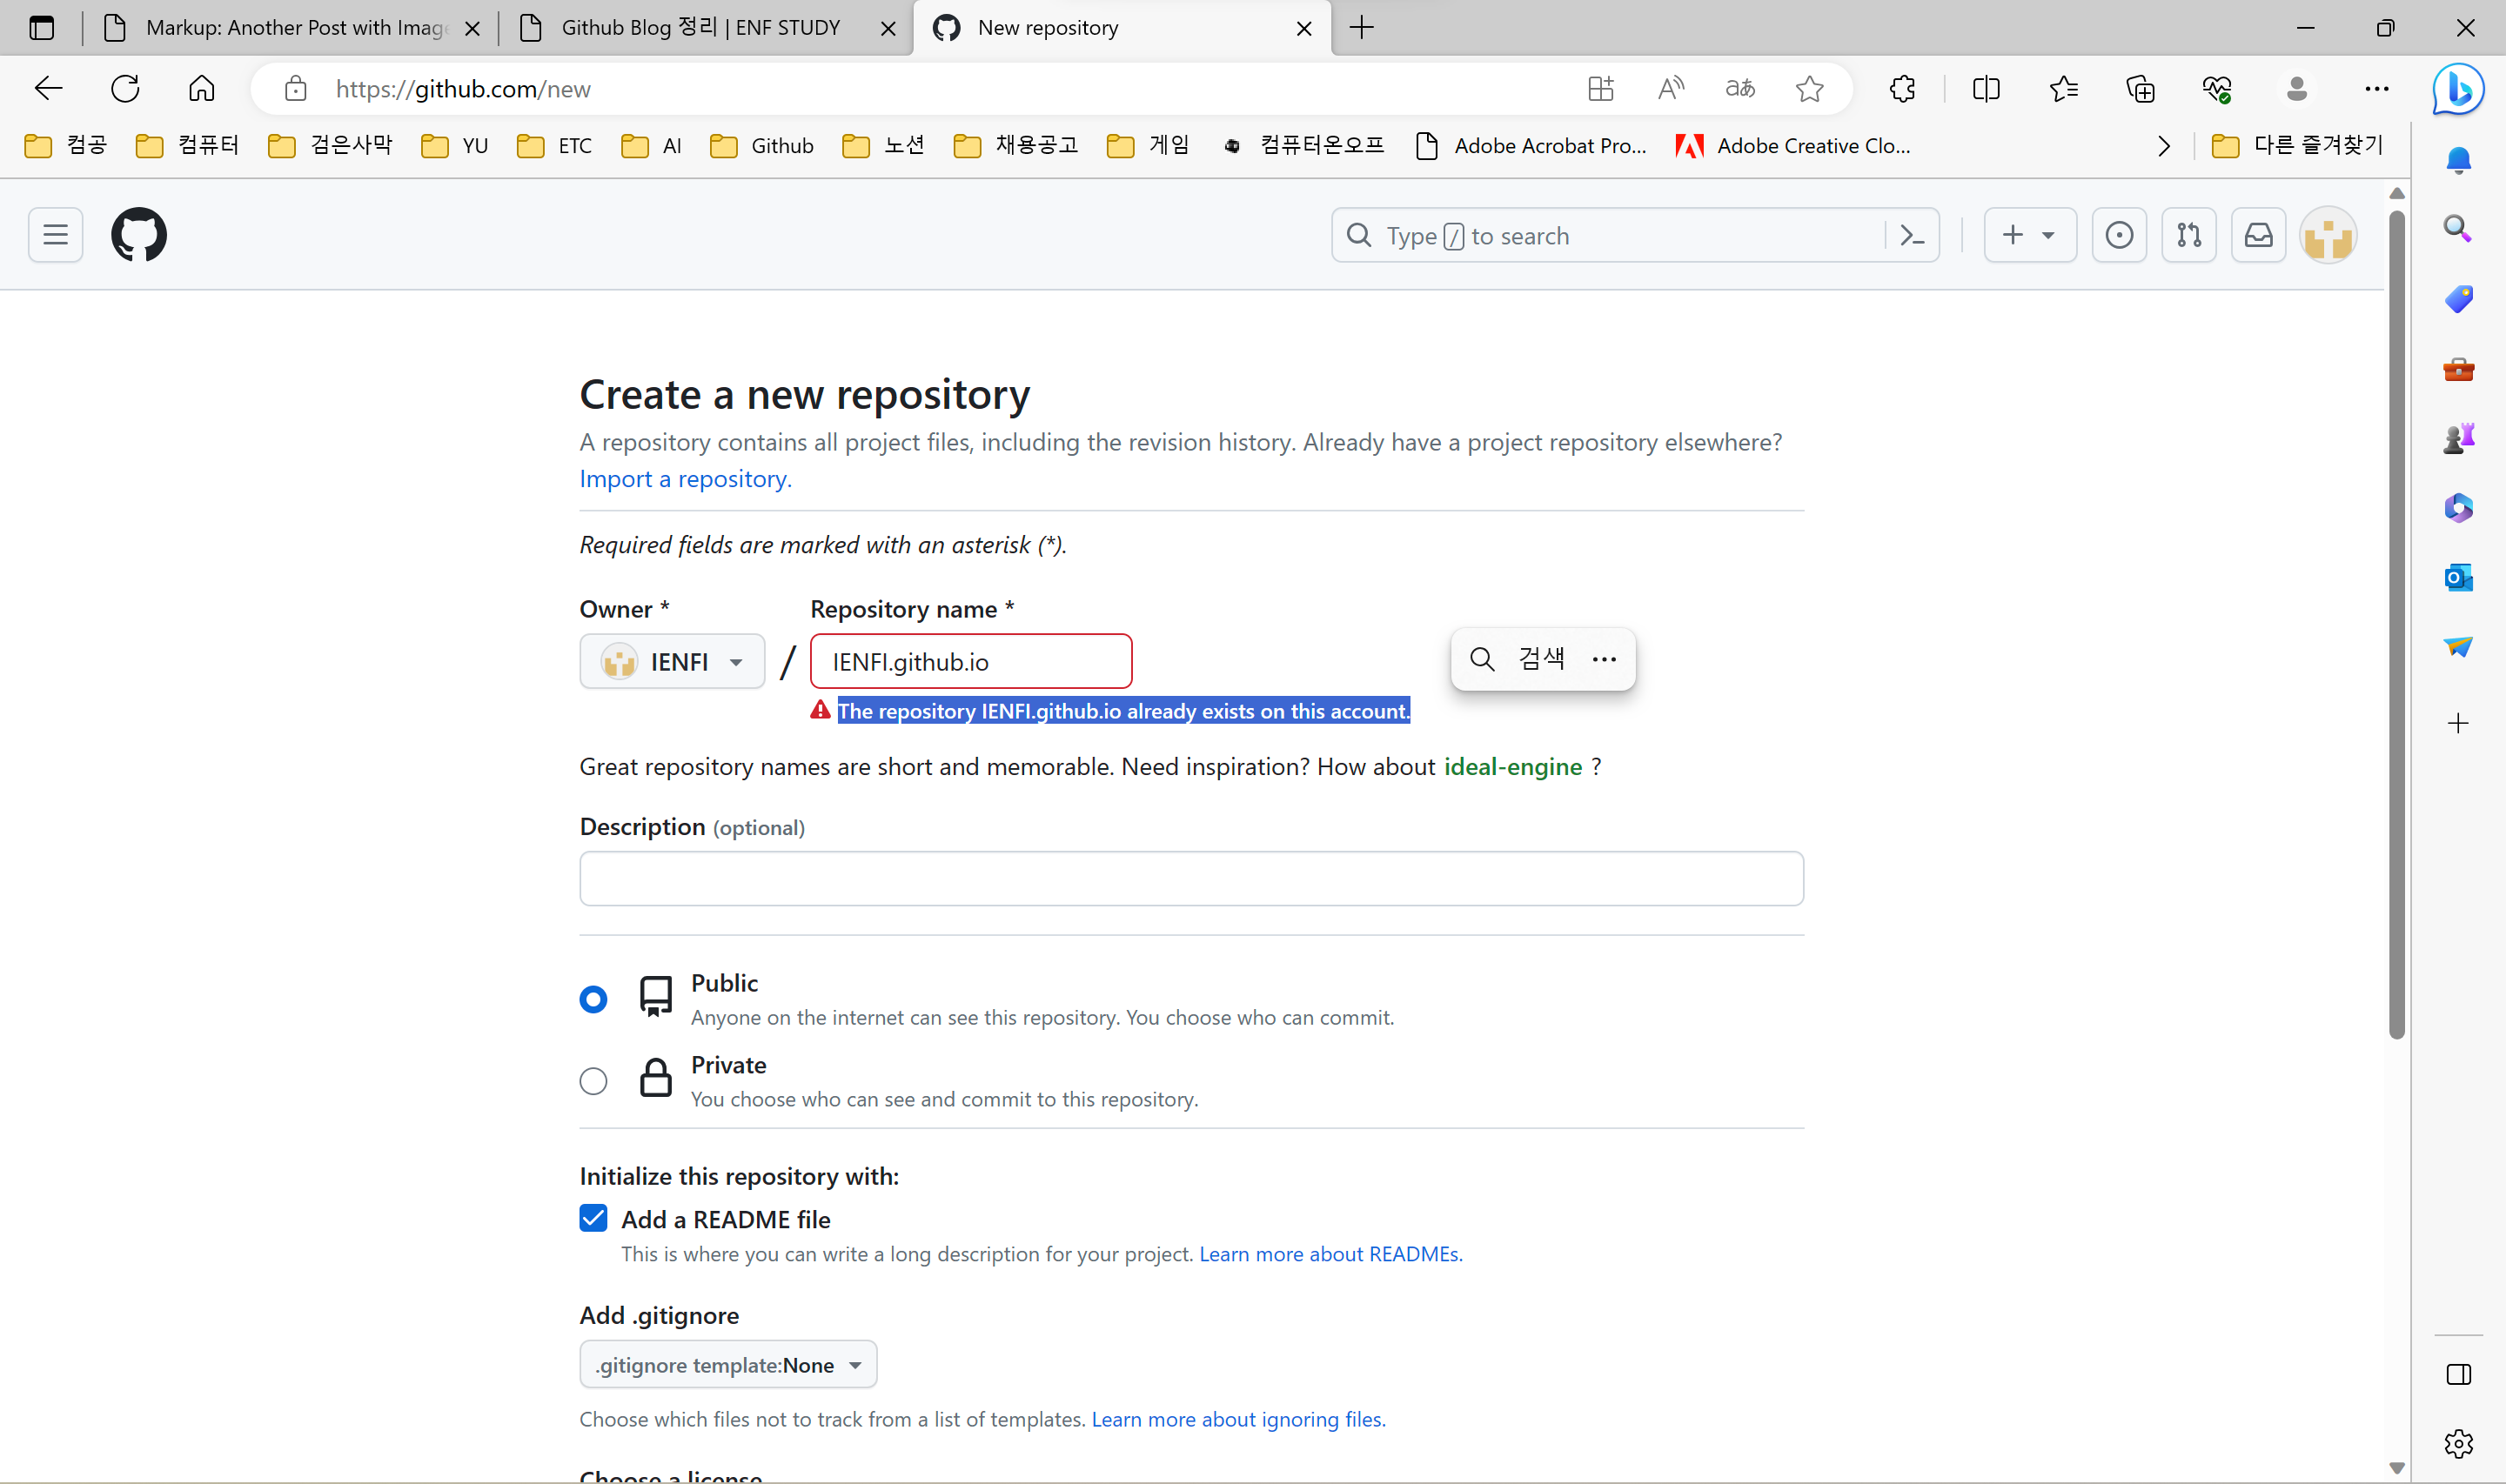 Markup: Another Post with Image
Github Blog 정리 | ENF STUDY
New repository
https://github.com/new
컴공
컴퓨터
검은사막
YU
ETC
AI
Github
노션
채용공고
게임
컴퓨터온오프
Adobe Acrobat Pro...
Adobe Creative Clo...
다른 즐겨찾기
Type / to search
Create a new repository
A repository contains all project files, including the revision history. Already have a project repository elsewhere?
Import a repository.
Required fields are marked with an asterisk (*).
Owner *
Repository name *
IENFI
/
IENFI.github.io
검색
The repository IENFI.github.io already exists on this account.
Great repository names are short and memorable. Need inspiration? How about ideal-engine ?
Description (optional)
Public
Anyone on the internet can see this repository. You choose who can commit.
Private
You choose who can see and commit to this repository.
Initialize this repository with:
Add a README file
This is where you can write a long description for your project. Learn more about READMEs.
Add .gitignore
.gitignore template:None
Choose which files not to track from a list of templates. Learn more about ignoring files.
Choose a license